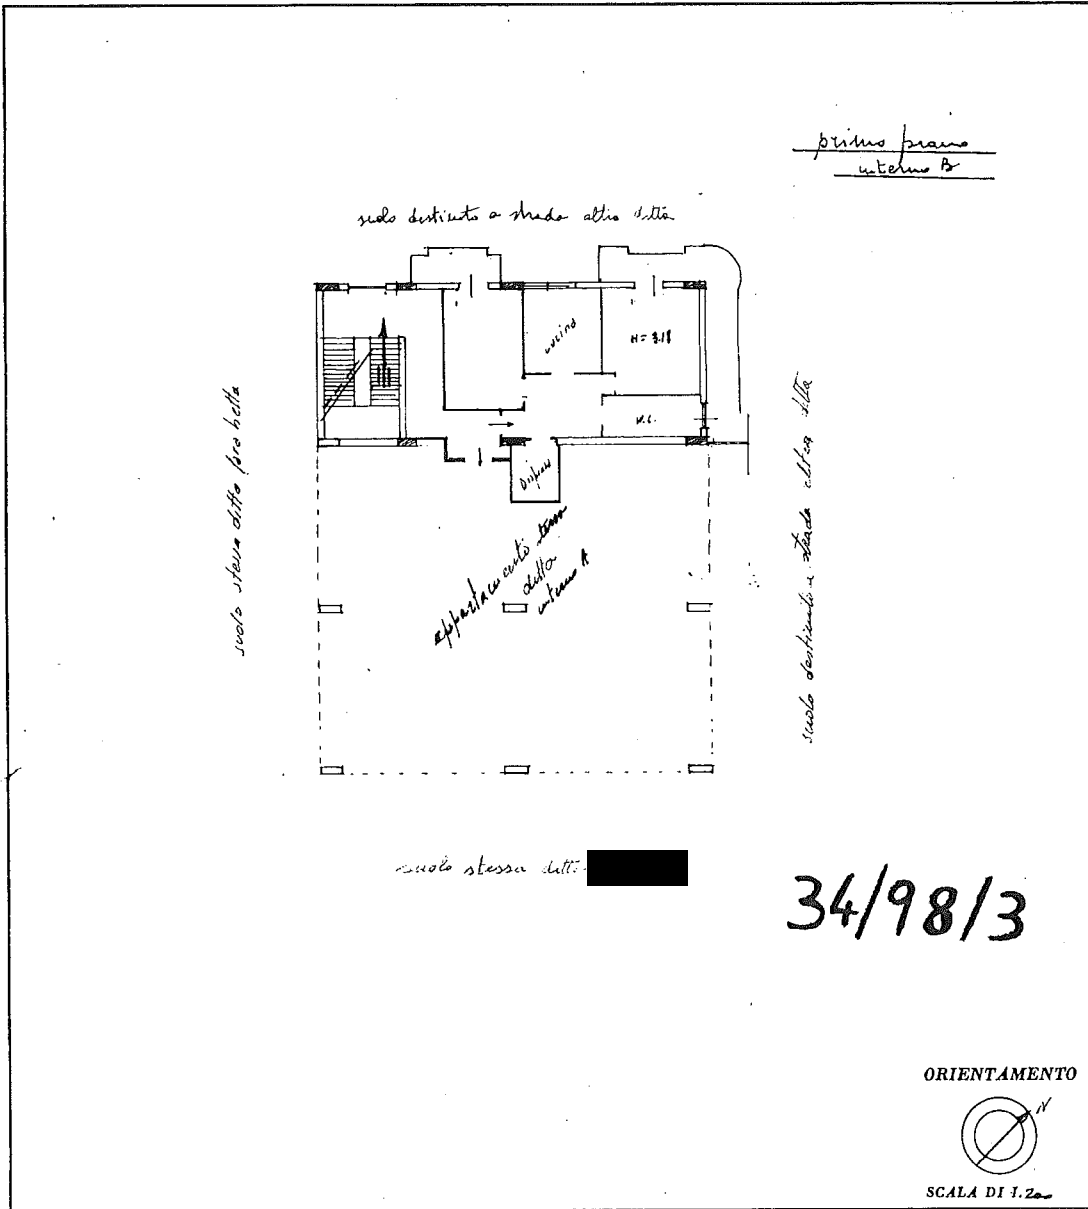 primo piano
interno B
suolo destinato a strada altra ditta
cucina
H = 3.18
W.C.
Dispensa
suolo stessa ditta
appartamento stessa
ditta
interno A
suolo destinato a strada altra ditta
suolo stessa ditta
34/98/3
ORIENTAMENTO
N
SCALA DI 1.200